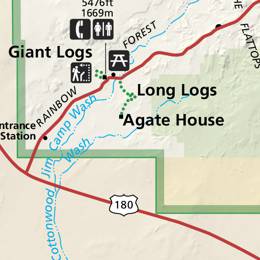 5476ft
1669m
THE
FLATTOPS
FOREST
Giant Logs
Long Logs
RAINBOW
Agate House
Entrance
Station
Jim Camp Wash
Wash
Cottonwood
180